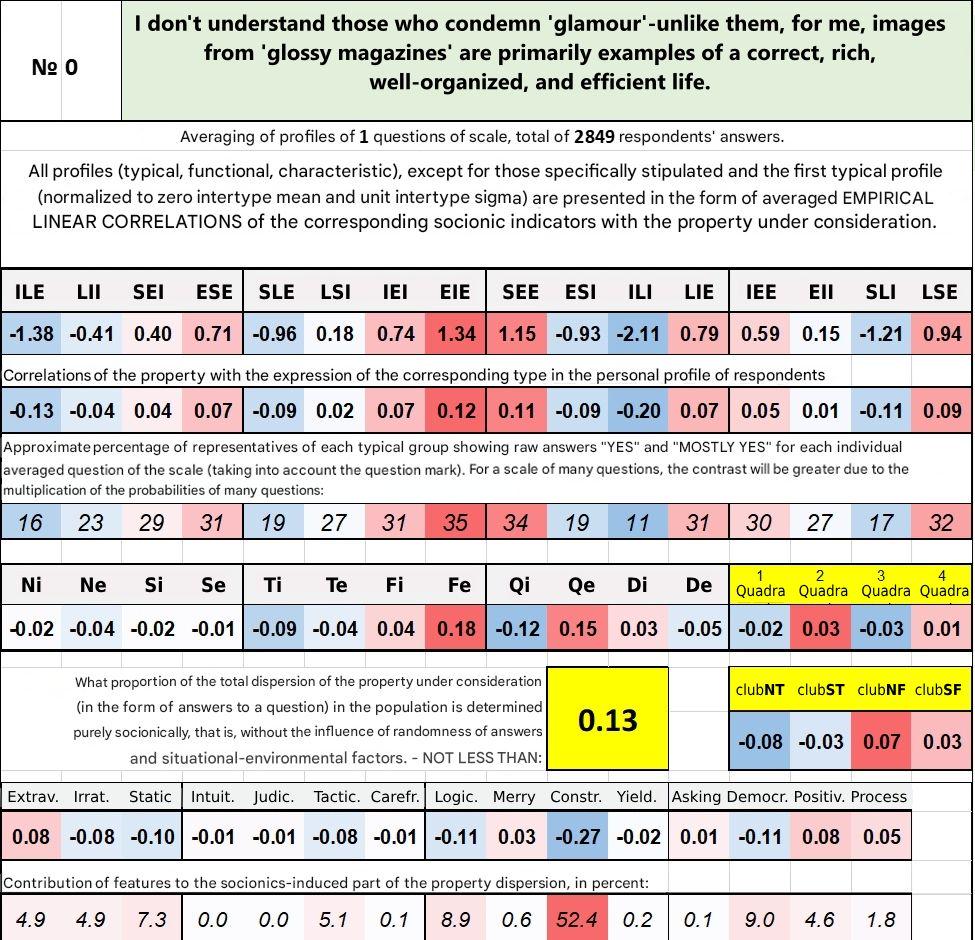 № 0
I don't understand those who condemn 'glamour'-unlike them, for me, images
from 'glossy magazines' are primarily examples of a correct, rich,
well-organized, and efficient life.
Averaging of profiles of 1 questions of scale, total of 2849 respondents' answers.
All profiles (typical, functional, characteristic), except for those specifically stipulated and the first typical profile
(normalized to zero intertype mean and unit intertype sigma) are presented in the form of averaged EMPIRICAL
LINEAR CORRELATIONS of the corresponding socionic indicators with the property under consideration.
ILE LII SEI ESE SLE LSI IEI EIE SEE ESI ILI LIE IEE EII SLI LSE
-1.38 -0.41 0.40 0.71 -0.96 0.18 0.74 1.34 1.15 -0.93 -2.11 0.79 0.59 0.15 -1.21 0.94
Correlations of the property with the expression of the corresponding type in the personal profile of respondents
-0.13 -0.04 0.04 0.07 -0.09 0.02 0.07 0.12 0.11 -0.09 -0.20 0.07 0.05 0.01 -0.11 0.09
Approximate percentage of representatives of each typical group showing raw answers "YES" and "MOSTLY YES" for each individual
averaged question of the scale (taking into account the question mark). For a scale of many questions, the contrast will be greater due to the
multiplication of the probabilities of many questions:
16 23 29 31 19 27 31 35 34 19 11 31 30 27 17 32
Ni Ne Si Se Ti Te Fi Fe Qi Qe Di De 1 Quadra 2 Quadra 3 Quadra 4 Quadra
-0.02 -0.04 -0.02 -0.01 -0.09 -0.04 0.04 0.18 -0.12 0.15 0.03 -0.05 -0.02 0.03 -0.03 0.01
What proportion of the total dispersion of the property under consideration
(in the form of answers to a question) in the population is determined
purely socionically, that is, without the influence of randomness of answers
and situational-environmental factors. - NOT LESS THAN:
0.13
clubNT clubST clubNF clubSF
-0.08 -0.03 0.07 0.03
Extrav. Irrat. Static Intuit. Judic. Tactic. Carefr. Logic. Merry Constr. Yield. Asking Democr. Positiv. Process
0.08 -0.08 -0.10 -0.01 -0.01 -0.08 -0.01 -0.11 0.03 -0.27 -0.02 0.01 -0.11 0.08 0.05
Contribution of features to the socionics-induced part of the property dispersion, in percent:
4.9 4.9 7.3 0.0 0.0 5.1 0.1 8.9 0.6 52.4 0.2 0.1 9.0 4.6 1.8